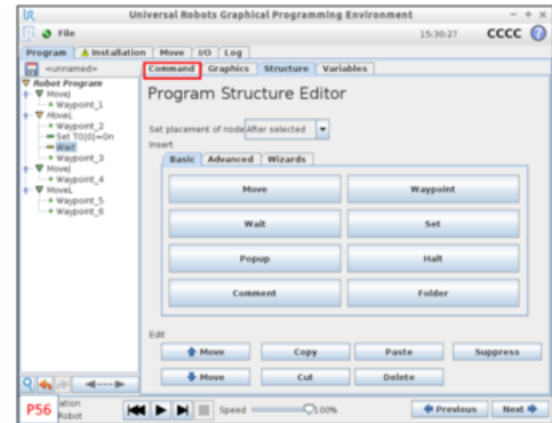 Universal Robots Graphical Programming Environment
File
15:30:27
CCCC
Program
Installation
Move
I/O
Log
<unnamed>
Command
Graphics
Structure
Variables
Robot Program
MoveJ
Waypoint_1
MoveL
Waypoint_2
Set TO[0]=On
Wait
Waypoint_3
MoveJ
Waypoint_4
MoveL
Waypoint_5
Waypoint_6
Program Structure Editor
Set placement of node
After selected
Insert
Basic
Advanced
Wizards
Move
Waypoint
Wait
Set
Popup
Halt
Comment
Folder
Edit
Move
Copy
Paste
Suppress
Move
Cut
Delete
P56
ation
Robot
Speed
100%
Previous
Next